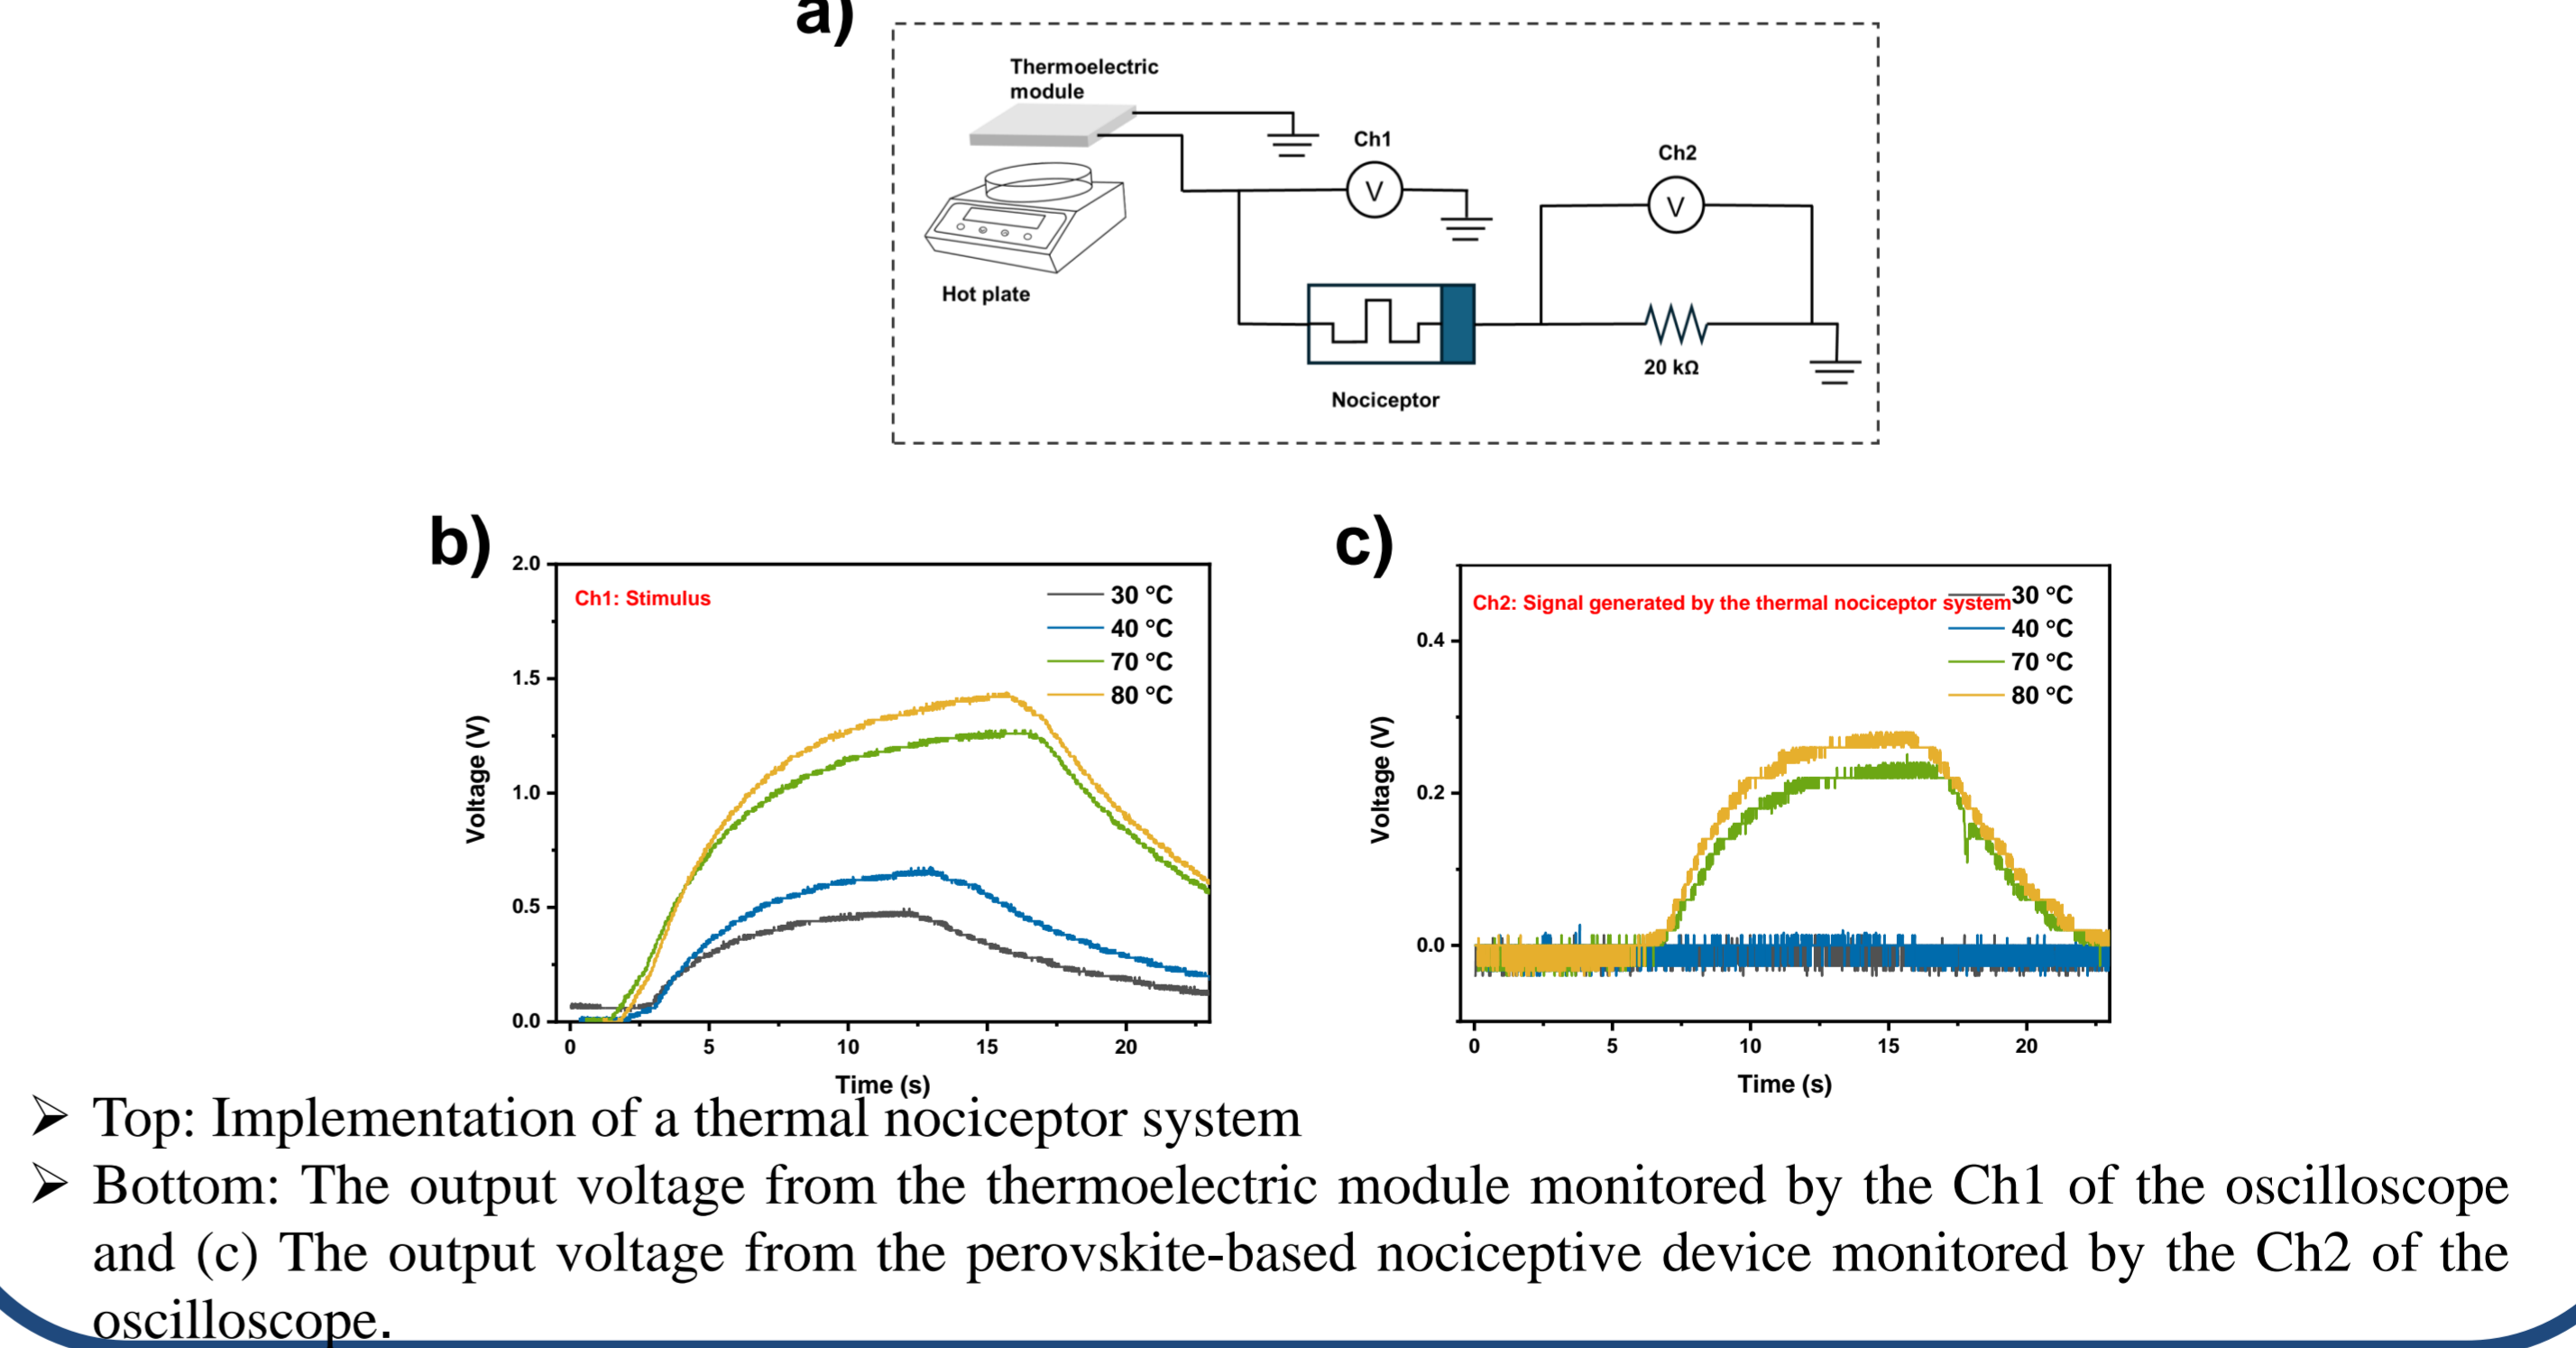 a)
Thermoelectric
module
Ch1
V
Ch2
V
Hot plate
20 kΩ
Nociceptor
b)
Ch1: Stimulus
30 °C
40 °C
70 °C
80 °C
2.0
1.5
1.0
0.5
0.0
Voltage (V)
0 5 10 15 20
Time (s)
c)
Ch2: Signal generated by the thermal nociceptor system
30 °C
40 °C
70 °C
80 °C
0.4
0.2
0.0
Voltage (V)
0 5 10 15 20
Time (s)
➢ Top: Implementation of a thermal nociceptor system
➢ Bottom: The output voltage from the thermoelectric module monitored by the Ch1 of the oscilloscope
and (c) The output voltage from the perovskite-based nociceptive device monitored by the Ch2 of the
oscilloscope.